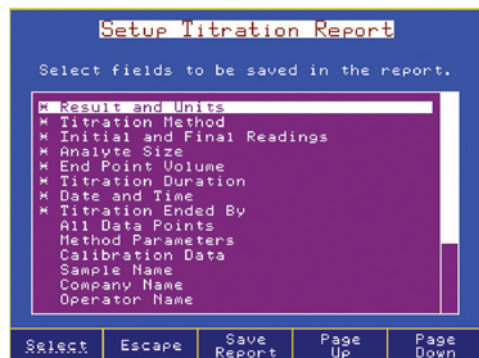 Setup Titration Report
Select fields to be saved in the report.
* Result and Units
* Titration Method
* Initial and Final Readings
* Analyte Size
* End Point Volume
* Titration Duration
* Date and Time
* Titration Ended By
All Data Points
Method Parameters
Calibration Data
Sample Name
Company Name
Operator Name
Select Escape Save Report Page Up Page Down